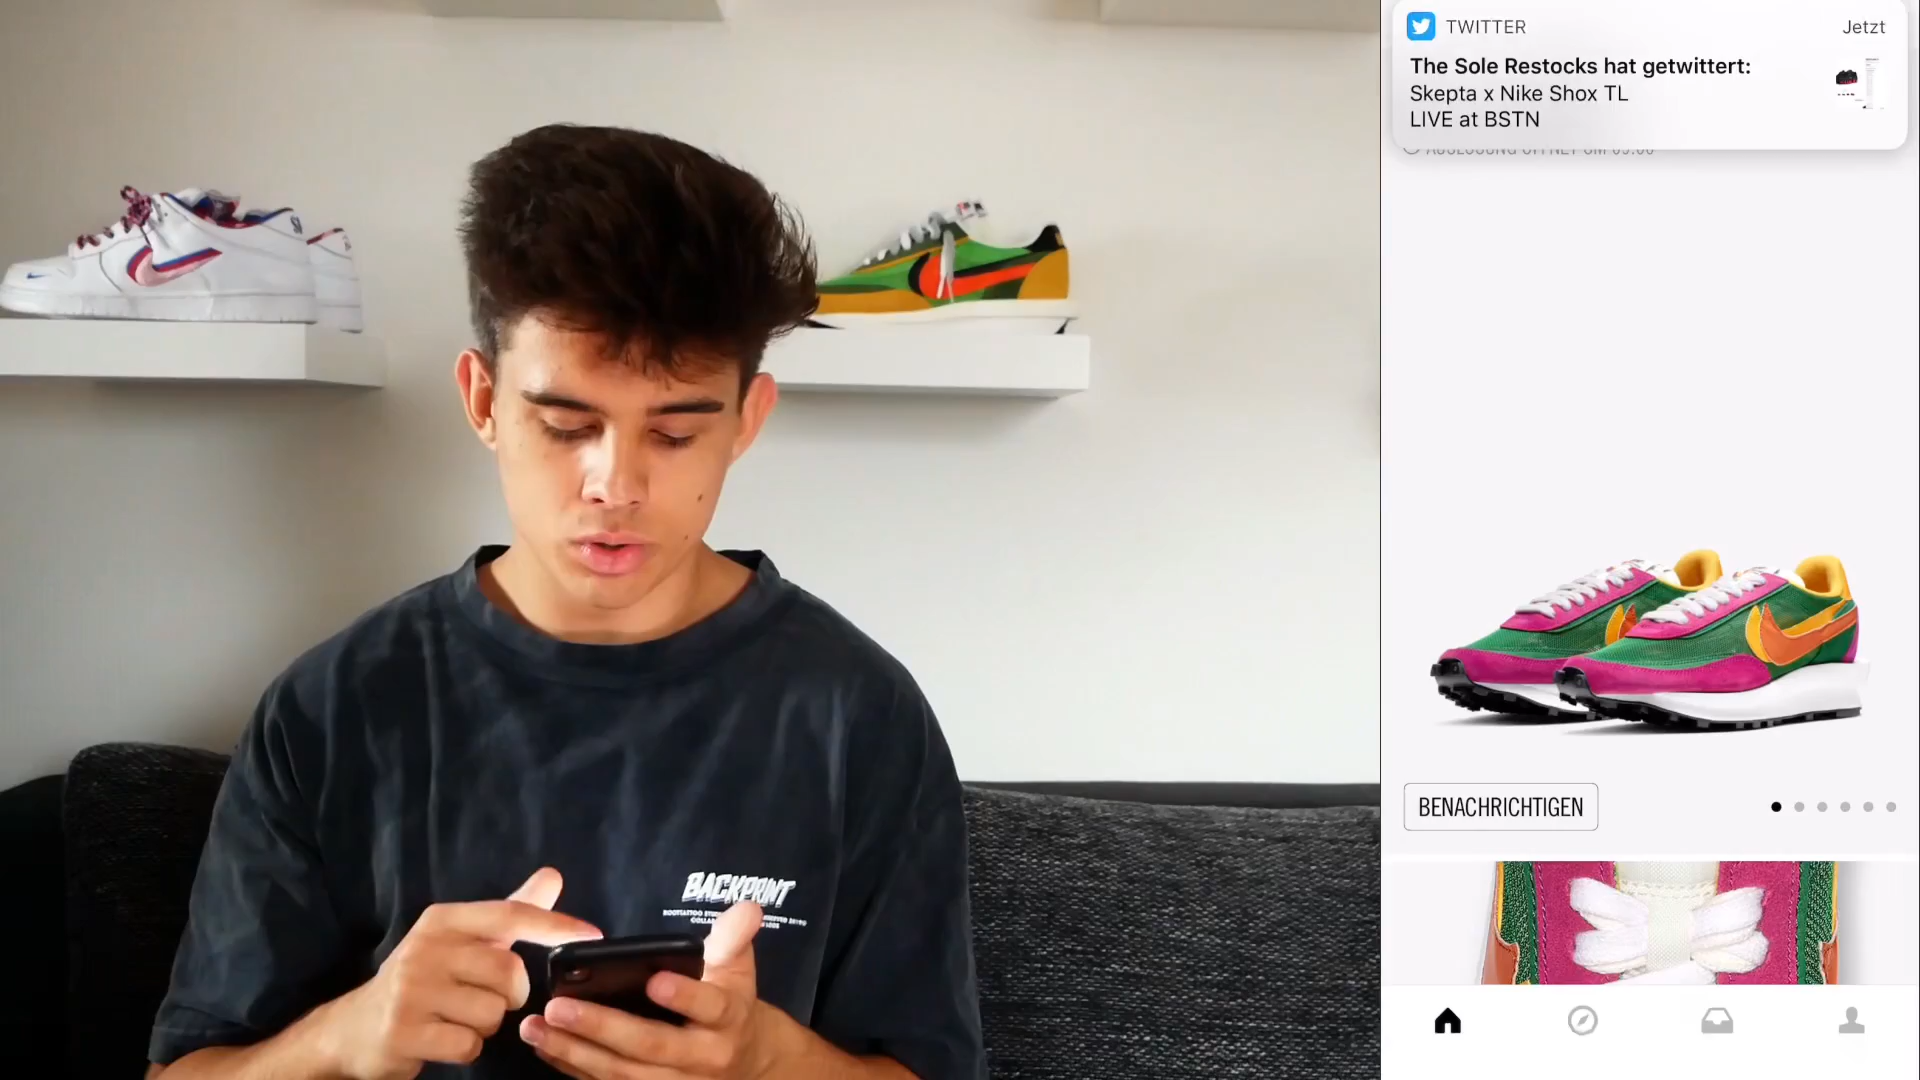 TWITTER
Jetzt
The Sole Restocks hat getwittert:
Skepta x Nike Shox TL
LIVE at BSTN
BENACHRICHTIGEN
BACKPRINT